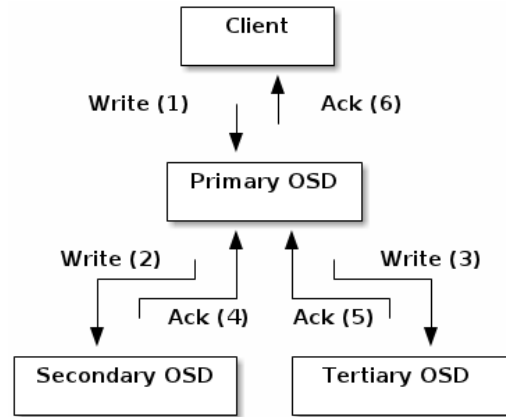 Client
Write (1)
Ack (6)
Primary OSD
Write (2)
Write (3)
Ack (4)
Ack (5)
Secondary OSD
Tertiary OSD